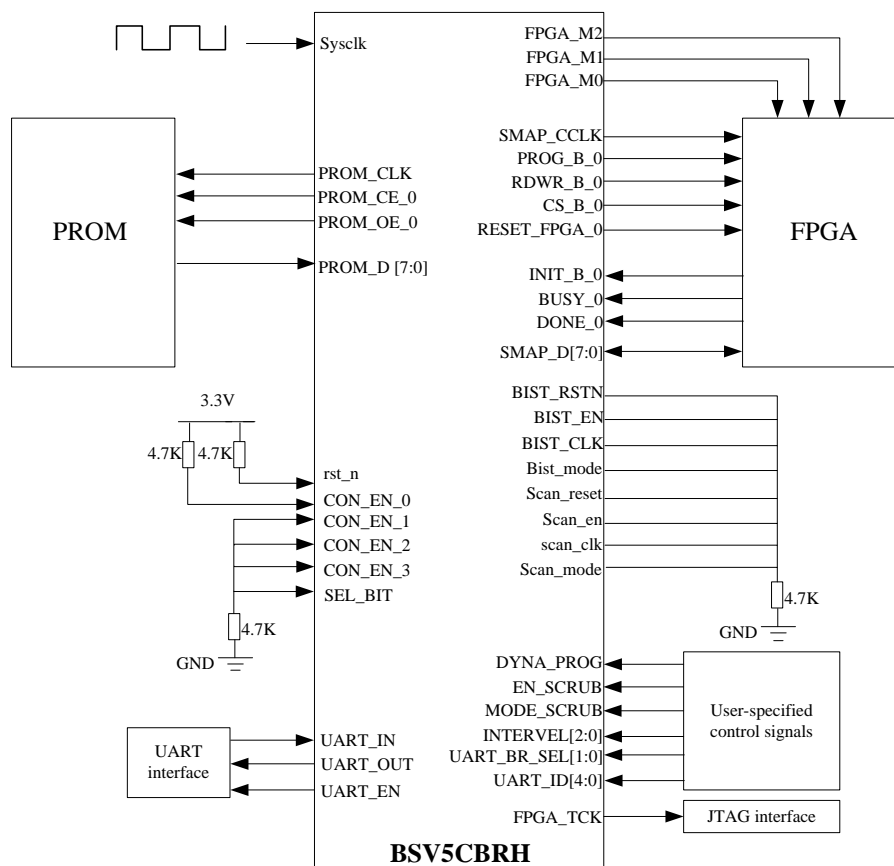 Sysclk
FPGA_M2
FPGA_M1
FPGA_M0
PROM
PROM_CLK
PROM_CE_0
PROM_OE_0
PROM_D [7:0]
SMAP_CCLK
PROG_B_0
RDWR_B_0
CS_B_0
RESET_FPGA_0
INIT_B_0
BUSY_0
DONE_0
SMAP_D[7:0]
FPGA
3.3V
4.7K
4.7K
rst_n
CON_EN_0
CON_EN_1
CON_EN_2
CON_EN_3
SEL_BIT
4.7K
GND
BIST_RSTN
BIST_EN
BIST_CLK
Bist_mode
Scan_reset
Scan_en
scan_clk
Scan_mode
4.7K
GND
UART
interface
UART_IN
UART_OUT
UART_EN
DYNA_PROG
EN_SCRUB
MODE_SCRUB
INTERVEL[2:0]
UART_BR_SEL[1:0]
UART_ID[4:0]
User-specified
control signals
FPGA_TCK
JTAG interface
BSV5CBRH